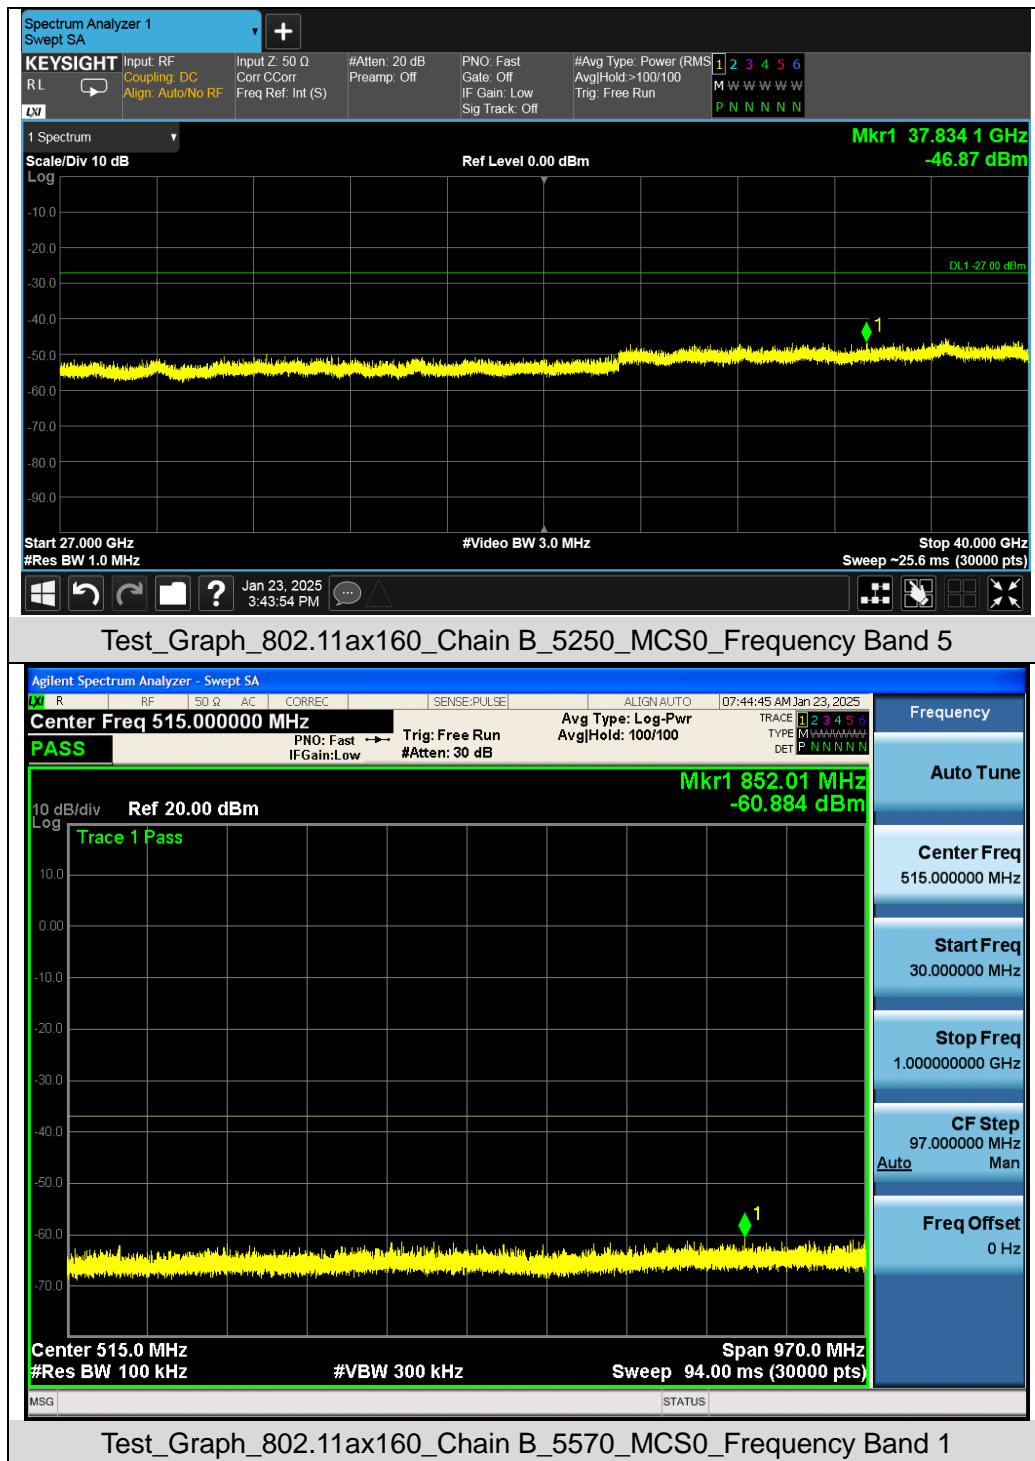 Spectrum Analyzer 1
Swept SA
KEYSIGHT
RL
LXI
Input: RF
Coupling: DC
Align: Auto/No RF
Input Z: 50 Ω
Corr CCorr
Freq Ref: Int (S)
#Atten: 20 dB
Preamp: Off
PNO: Fast
Gate: Off
IF Gain: Low
Sig Track: Off
#Avg Type: Power (RMS
Avg|Hold:>100/100
Trig: Free Run
1 2 3 4 5 6
M W W W W W
P N N N N N
1 Spectrum
Mkr1 37.834 1 GHz
Scale/Div 10 dB
Ref Level 0.00 dBm
-46.87 dBm
Log
-10.0
-20.0
DL1 -27.00 dBm
-30.0
-40.0
1
-50.0
-60.0
-70.0
-80.0
-90.0
Start 27.000 GHz
#Video BW 3.0 MHz
Stop 40.000 GHz
#Res BW 1.0 MHz
Sweep ~25.6 ms (30000 pts)
Jan 23, 2025
3:43:54 PM
Test_Graph_802.11ax160_Chain B_5250_MCS0_Frequency Band 5
Agilent Spectrum Analyzer - Swept SA
LXI R RF 50 Ω AC CORREC SENSE:PULSE ALIGN AUTO 07:44:45 AM Jan 23, 2025
Center Freq 515.000000 MHz
PASS
PNO: Fast
IFGain:Low
Trig: Free Run
#Atten: 30 dB
Avg Type: Log-Pwr
Avg|Hold: 100/100
TRACE 1 2 3 4 5 6
TYPE M W W W W W
DET P N N N N N
Frequency
Mkr1 852.01 MHz
-60.884 dBm
10 dB/div Ref 20.00 dBm
Log
Trace 1 Pass
10.0
0.00
-10.0
-20.0
-30.0
-40.0
-50.0
1
-60.0
-70.0
Center 515.0 MHz
Span 970.0 MHz
#Res BW 100 kHz
#VBW 300 kHz
Sweep 94.00 ms (30000 pts)
MSG
STATUS
Auto Tune
Center Freq
515.000000 MHz
Start Freq
30.000000 MHz
Stop Freq
1.000000000 GHz
CF Step
97.000000 MHz
Auto Man
Freq Offset
0 Hz
Test_Graph_802.11ax160_Chain B_5570_MCS0_Frequency Band 1